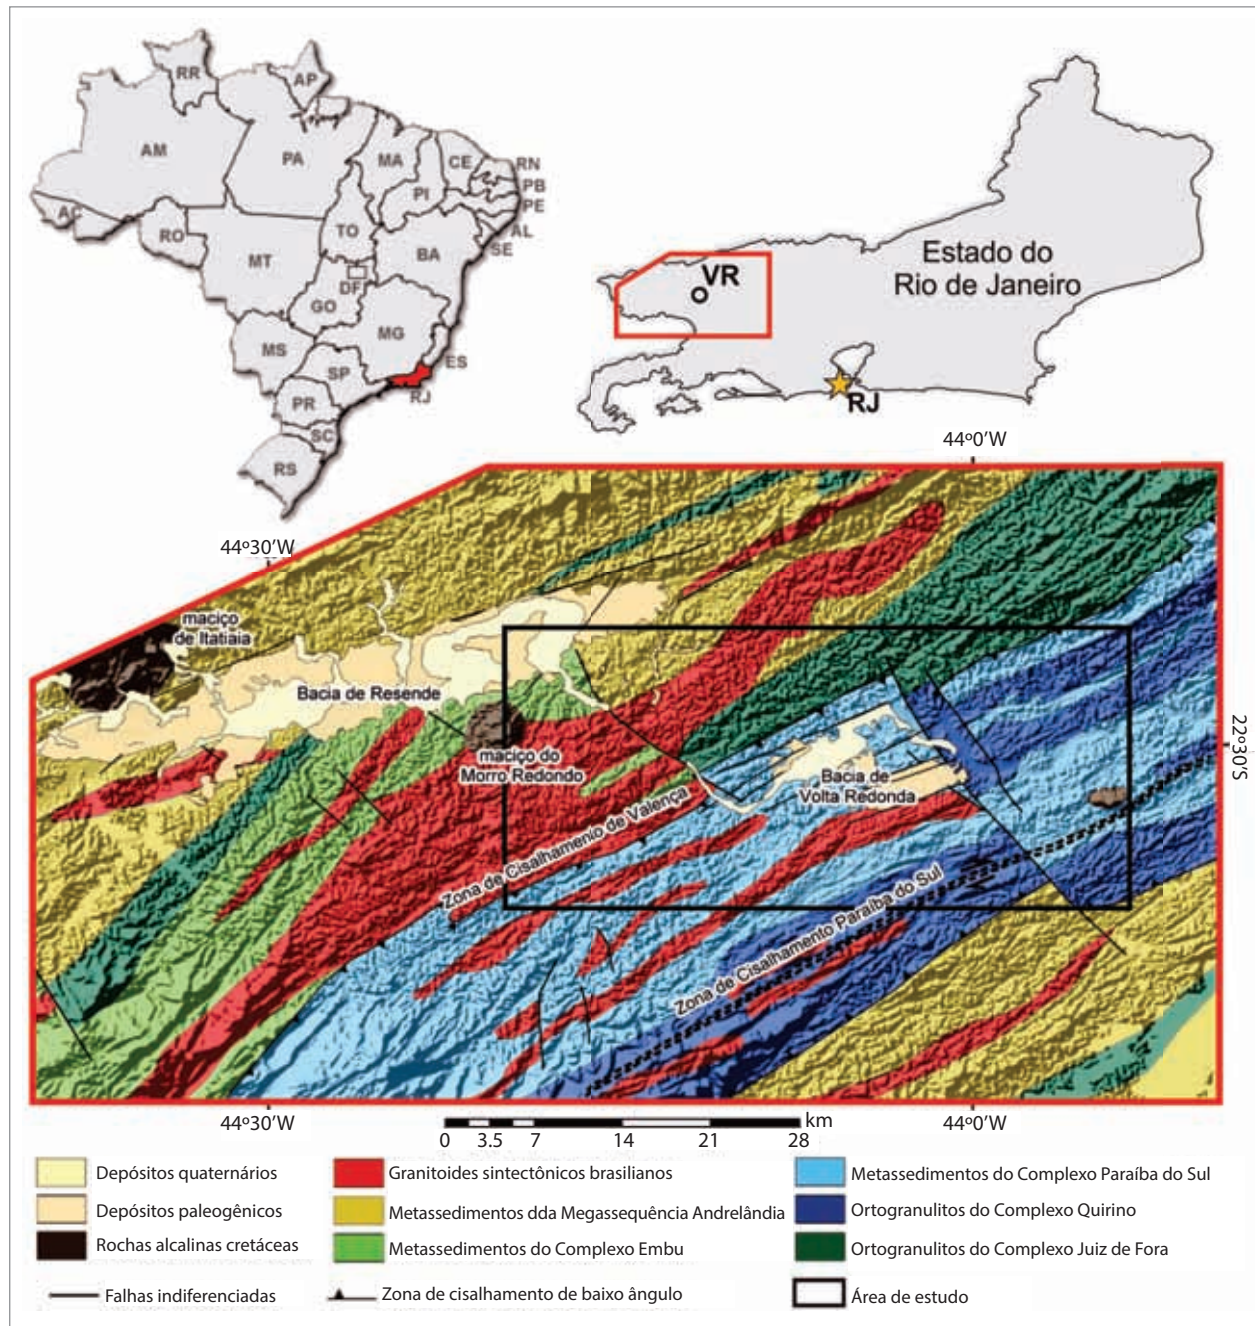 RR
AP
AM
PA
MA
CE
RN
PB
PE
AL
SE
PI
AC
RO
TO
BA
MT
DF
GO
MG
ES
MS
SP
RJ
PR
SC
RS
VR
Estado do
Rio de Janeiro
RJ
44º0'W
44º30'W
maciço
de Itatiaia
Bacia de Resende
maciço do
Morro Redondo
Bacia de
Volta Redonda
22º30'S
Zona de Cisalhamento de Valença
Zona de Cisalhamento Paraíba do Sul
44º30'W
44º0'W
km
0 3.5 7 14 21 28
Depósitos quaternários
Granitoides sintectônicos brasilianos
Metassedimentos do Complexo Paraíba do Sul
Depósitos paleogênicos
Metassedimentos dda Megassequência Andrelândia
Ortogranulitos do Complexo Quirino
Rochas alcalinas cretáceas
Metassedimentos do Complexo Embu
Ortogranulitos do Complexo Juiz de Fora
Falhas indiferenciadas
Zona de cisalhamento de baixo ângulo
Área de estudo